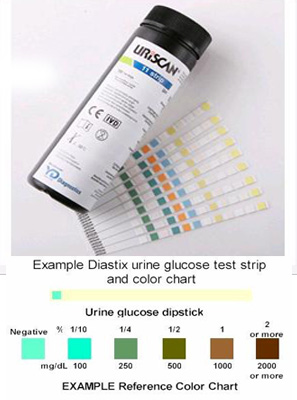 URiSCAN
11 strip
CE IVD
YD
Diagnostics
Example Diastix urine glucose test strip
and color chart
Urine glucose dipstick
Negative % 1/10 1/4 1/2 1 2
or more
mg/dL 100 250 500 1000 2000
or more
EXAMPLE Reference Color Chart